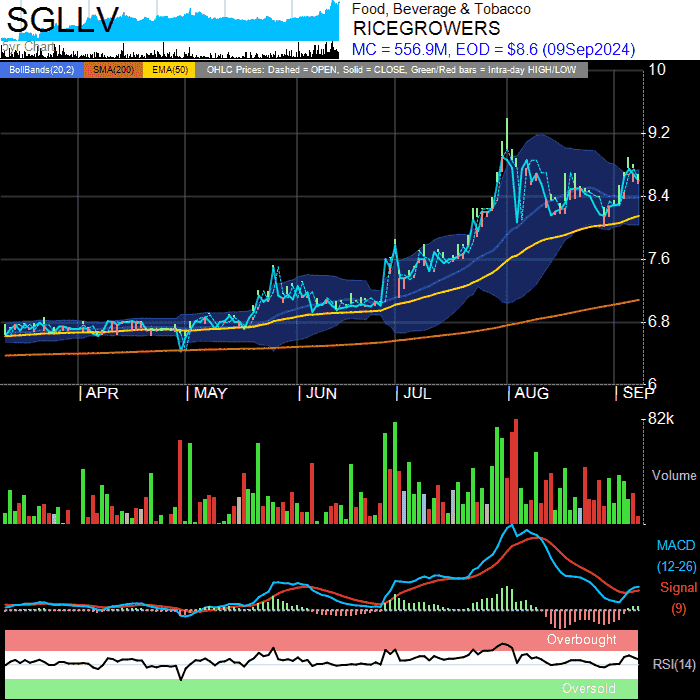 SGLLV
Food, Beverage & Tobacco
RICEGROWERS
MC = 556.9M, EOD = $8.6 (09Sep2024)
BollBands(20,2) SMA(200) EMA(50) OHLC Prices: Dashed = OPEN, Solid = CLOSE, Green/Red bars = Intra-day HIGH/LOW
10
9.2
8.4
7.6
6.8
6
APR MAY JUN JUL AUG SEP
82k
Volume
MACD
(12-26)
Signal
(9)
Overbought
RSI(14)
Oversold